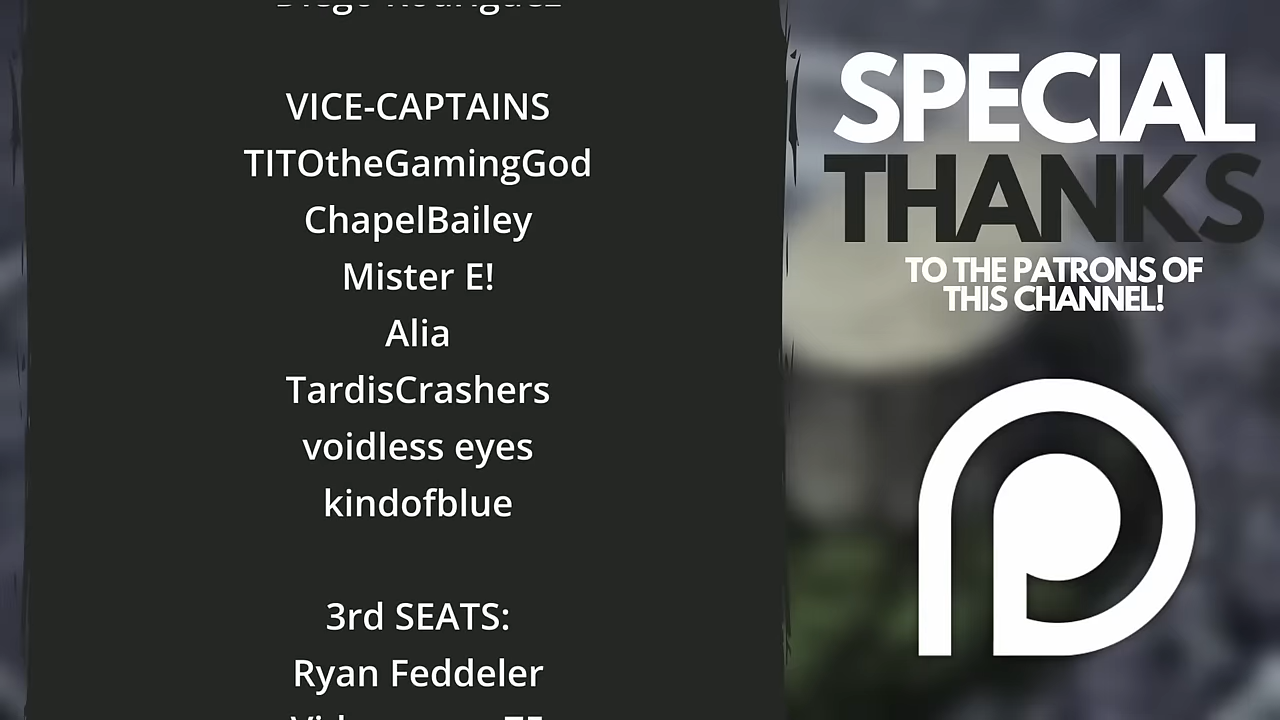 VICE-CAPTAINS
TITOtheGamingGod
ChapelBailey
Mister E!
Alia
TardisCrashers
voidless eyes
kindofblue
3rd SEATS:
Ryan Feddeler
SPECIAL
THANKS
TO THE PATRONS OF
THIS CHANNEL!